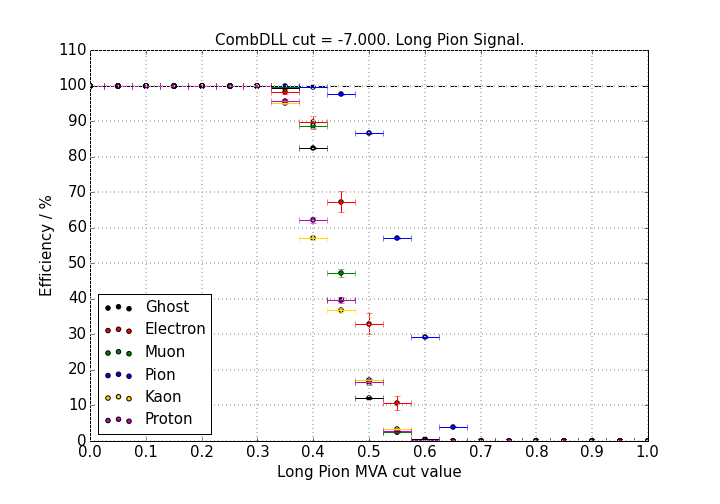 CombDLL cut = -7.000. Long Pion Signal.
110
100
90
80
70
60
50
40
30
20
10
0
Efficiency / %
Ghost
Electron
Muon
Pion
Kaon
Proton
0.0 0.1 0.2 0.3 0.4 0.5 0.6 0.7 0.8 0.9 1.0
Long Pion MVA cut value